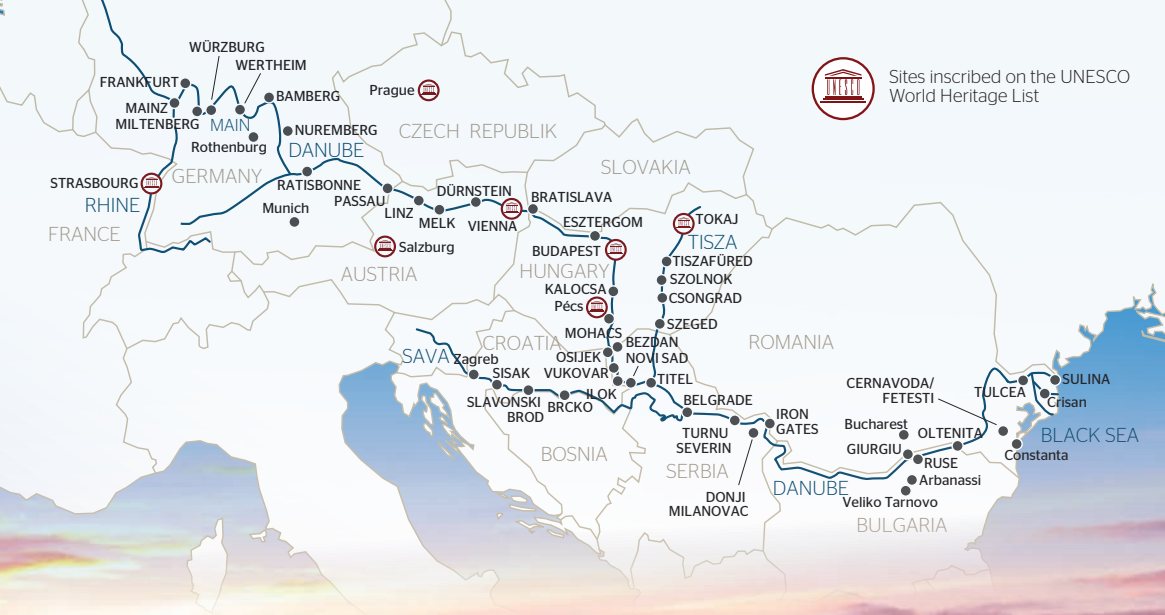 WÜRZBURG
WERTHEIM
FRANKFURT
BAMBERG
Prague
UNESCO
Sites inscribed on the UNESCO
World Heritage List
MAINZ
MILTENBERG
MAIN
NUREMBERG
CZECH REPUBLIK
Rothenburg
DANUBE
SLOVAKIA
STRASBOURG
GERMANY
RATISBONNE
PASSAU
DÜRNSTEIN
BRATISLAVA
RHINE
Munich
LINZ
MELK
VIENNA
ESZTERGOM
TOKAJ
FRANCE
Salzburg
BUDAPEST
TISZA
AUSTRIA
HUNGARY
TISZAFÜRED
KALOCSA
SZOLNOK
Pécs
CSONGRAD
MOHACS
SZEGED
CROATIA
BEZDAN
ROMANIA
SAVA
Zagreb
OSIJEK
NOVI SAD
SISAK
VUKOVAR
TITEL
SLAVONSKI
BROD
BRCKO
ILOK
BELGRADE
CERNAVODA/
FETESTI
TULCEA
SULINA
Crisan
TURNU
SEVERIN
IRON
GATES
Bucharest
OLTENITA
BLACK SEA
BOSNIA
GIURGIU
Constanta
SERBIA
RUSE
DANUBE
Arbanassi
DONJI
MILANOVAC
Veliko Tarnovo
BULGARIA